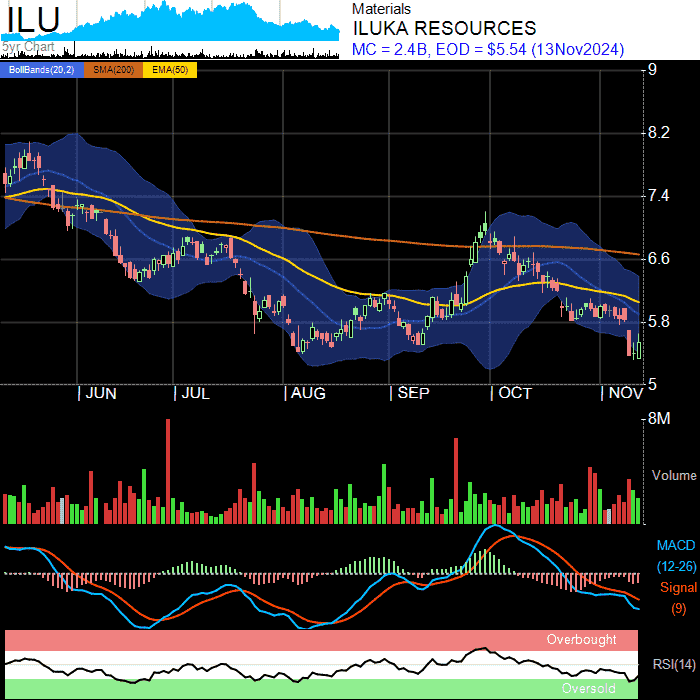 ILU
5yr Chart
Materials
ILUKA RESOURCES
MC = 2.4B, EOD = $5.54 (13Nov2024)
BollBands(20,2) SMA(200) EMA(50)
9
8.2
7.4
6.6
5.8
5
| JUN | JUL | AUG | SEP | OCT | NOV
8M
Volume
MACD
(12-26)
Signal
(9)
Overbought
RSI(14)
Oversold